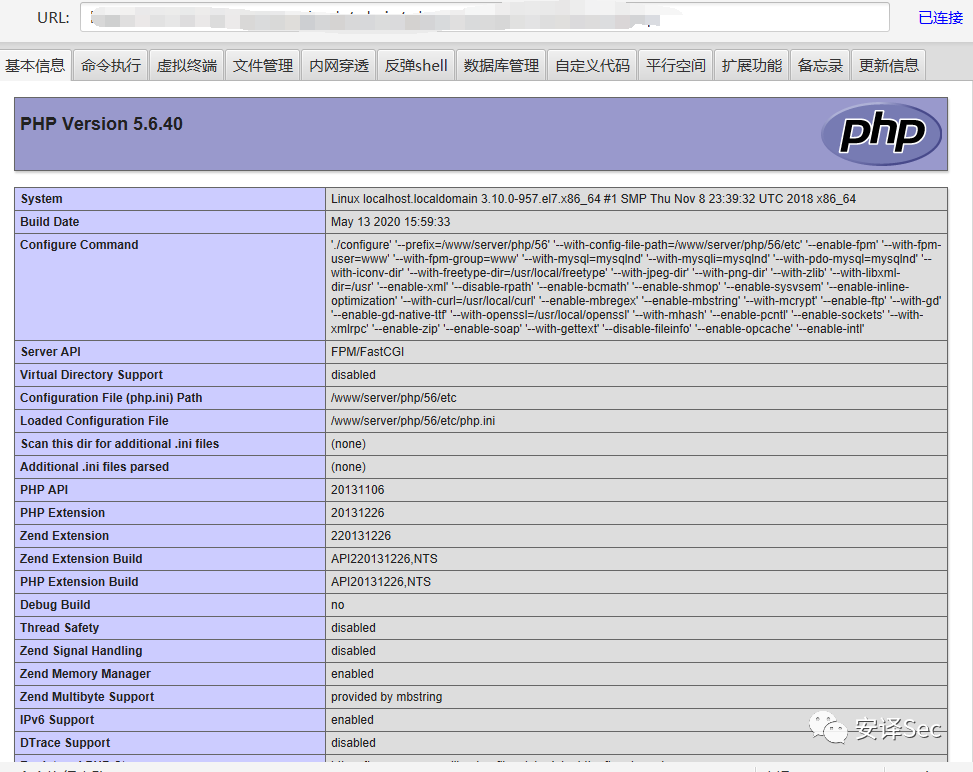 URL:
已连接
基本信息 命令执行 虚拟终端 文件管理 内网穿透 反弹shell 数据库管理 自定义代码 平行空间 扩展功能 备忘录 更新信息
PHP Version 5.6.40
php
System Linux localhost.localdomain 3.10.0-957.el7.x86_64 #1 SMP Thu Nov 8 23:39:32 UTC 2018 x86_64
Build Date May 13 2020 15:59:33
Configure Command './configure' '--prefix=/www/server/php/56' '--with-config-file-path=/www/server/php/56/etc' '--enable-fpm' '--with-fpm-
user=www' '--with-fpm-group=www' '--with-mysql=mysqlnd' '--with-mysqli=mysqlnd' '--with-pdo-mysql=mysqlnd' '--
with-iconv-dir' '--with-freetype-dir=/usr/local/freetype' '--with-jpeg-dir' '--with-png-dir' '--with-zlib' '--with-libxml-
dir=/usr' '--enable-xml' '--disable-rpath' '--enable-bcmath' '--enable-shmop' '--enable-sysvsem' '--enable-inline-
optimization' '--with-curl=/usr/local/curl' '--enable-mbregex' '--enable-mbstring' '--with-mcrypt' '--enable-ftp' '--with-gd'
'--enable-gd-native-ttf' '--with-openssl=/usr/local/openssl' '--with-mhash' '--enable-pcntl' '--enable-sockets' '--with-
xmlrpc' '--enable-zip' '--enable-soap' '--with-gettext' '--disable-fileinfo' '--enable-opcache' '--enable-intl'
Server API FPM/FastCGI
Virtual Directory Support disabled
Configuration File (php.ini) Path /www/server/php/56/etc
Loaded Configuration File /www/server/php/56/etc/php.ini
Scan this dir for additional .ini files (none)
Additional .ini files parsed (none)
PHP API 20131106
PHP Extension 20131226
Zend Extension 220131226
Zend Extension Build API220131226,NTS
PHP Extension Build API20131226,NTS
Debug Build no
Thread Safety disabled
Zend Signal Handling disabled
Zend Memory Manager enabled
Zend Multibyte Support provided by mbstring
IPv6 Support enabled
DTrace Support disabled
安译Sec